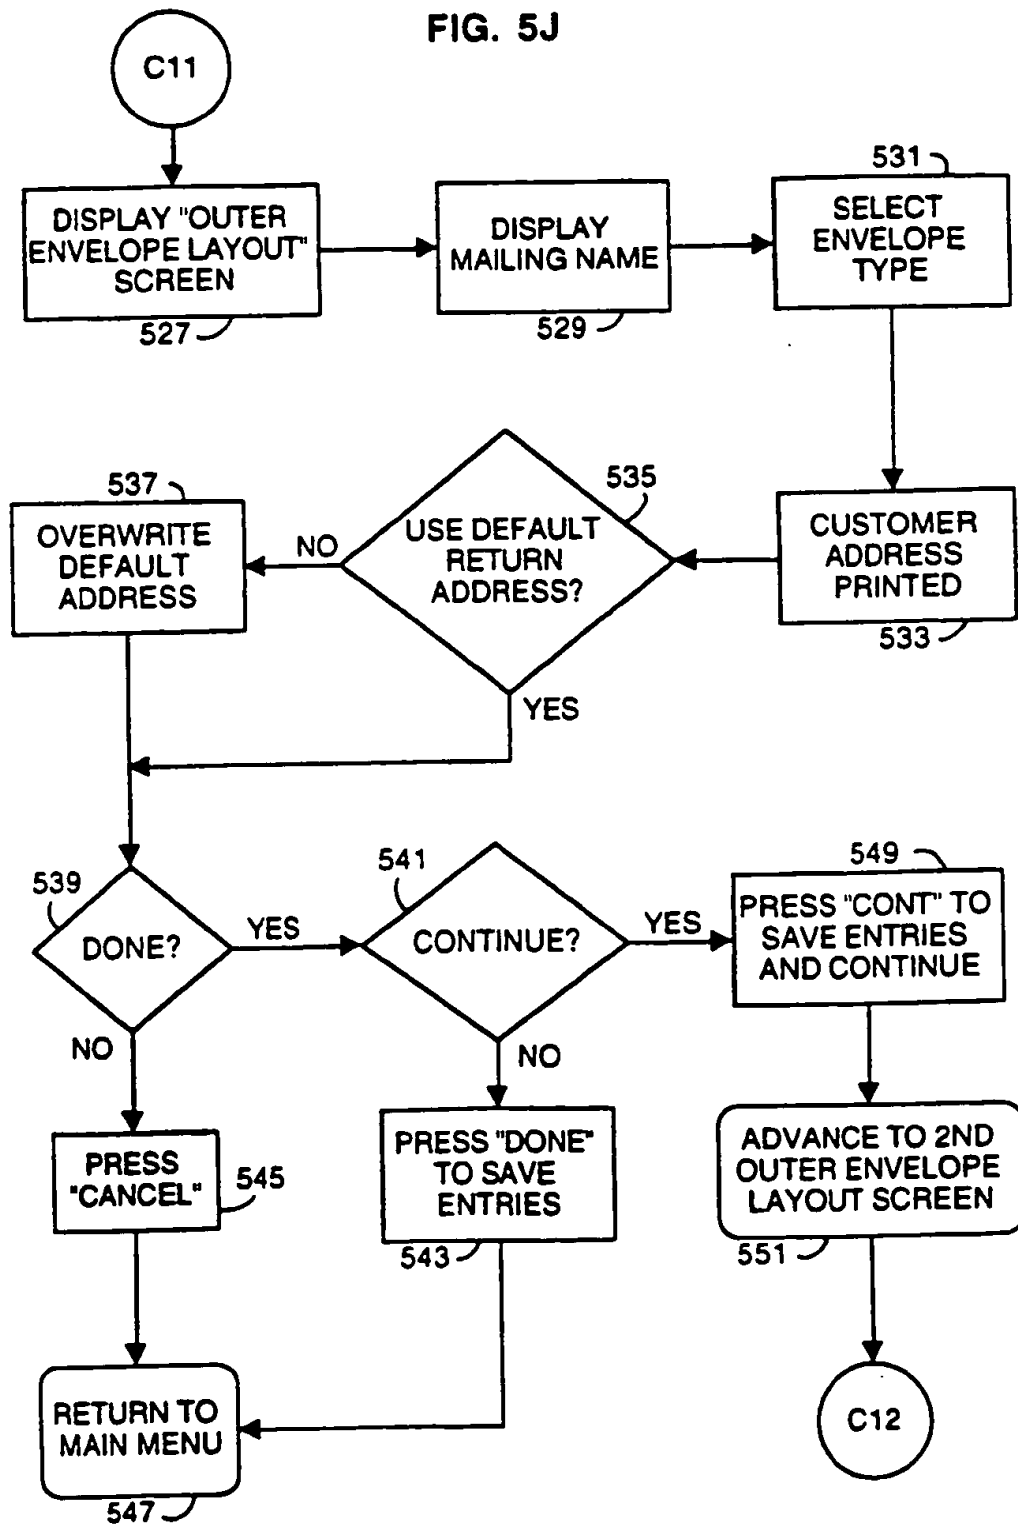 FIG. 5J
C11
DISPLAY "OUTER
ENVELOPE LAYOUT"
SCREEN
527
DISPLAY
MAILING NAME
529
531
SELECT
ENVELOPE
TYPE
537
OVERWRITE
DEFAULT
ADDRESS
NO
535
USE DEFAULT
RETURN
ADDRESS?
YES
CUSTOMER
ADDRESS
PRINTED
533
539
DONE?
YES
NO
541
CONTINUE?
YES
NO
549
PRESS "CONT" TO
SAVE ENTRIES
AND CONTINUE
PRESS
"CANCEL"
545
PRESS "DONE"
TO SAVE
ENTRIES
543
ADVANCE TO 2ND
OUTER ENVELOPE
LAYOUT SCREEN
551
RETURN TO
MAIN MENU
547
C12